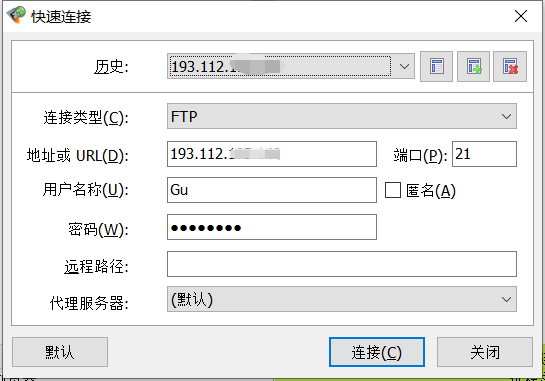 快速连接
历史: 193.112.
连接类型(C): FTP
地址或 URL(D): 193.112. 端口(P): 21
用户名称(U): Gu 匿名(A)
密码(W): ●●●●●●●●
远程路径:
代理服务器: (默认)
默认 连接(C) 关闭